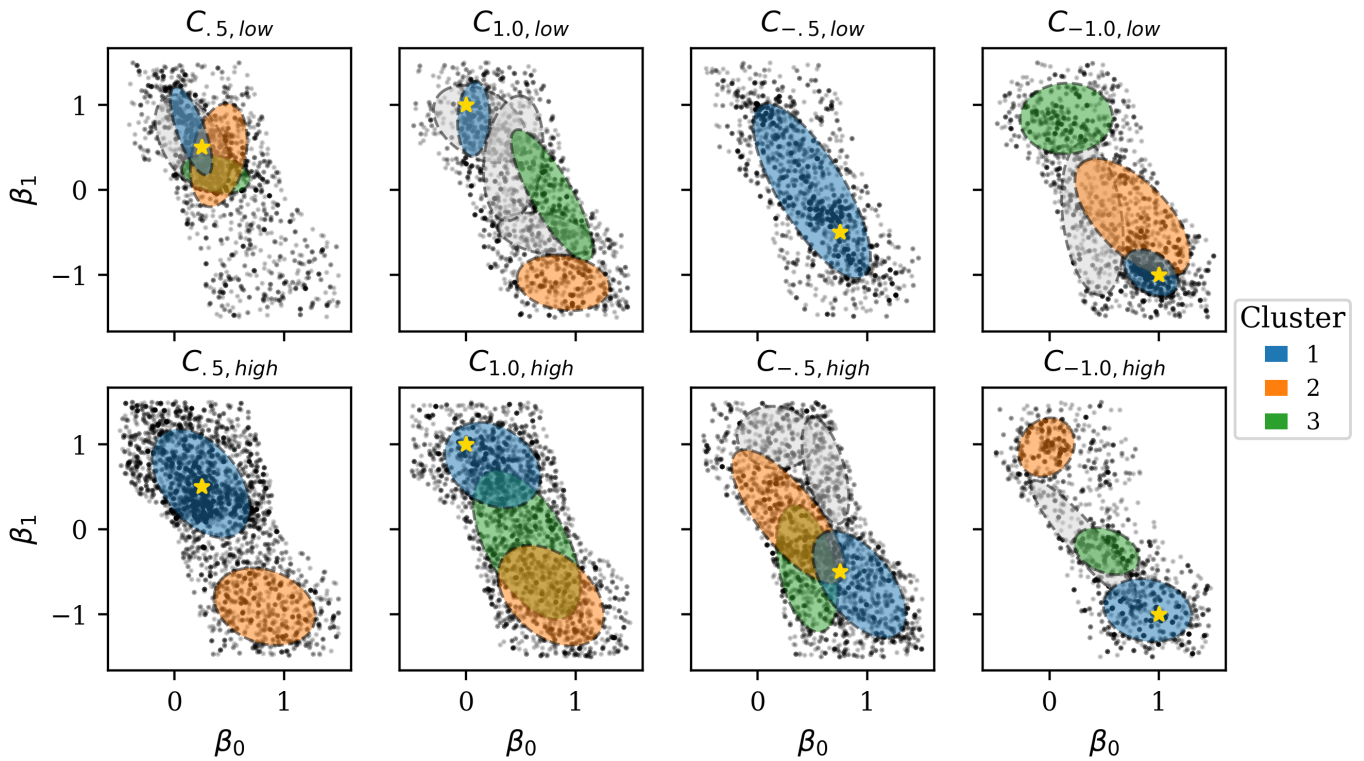 C.5, low
C1.0, low
C−.5, low
C−1.0, low
β1
1
0
−1
Cluster
1
2
3
C.5, high
C1.0, high
C−.5, high
C−1.0, high
β1
1
0
−1
0 1
0 1
0 1
0 1
β0
β0
β0
β0